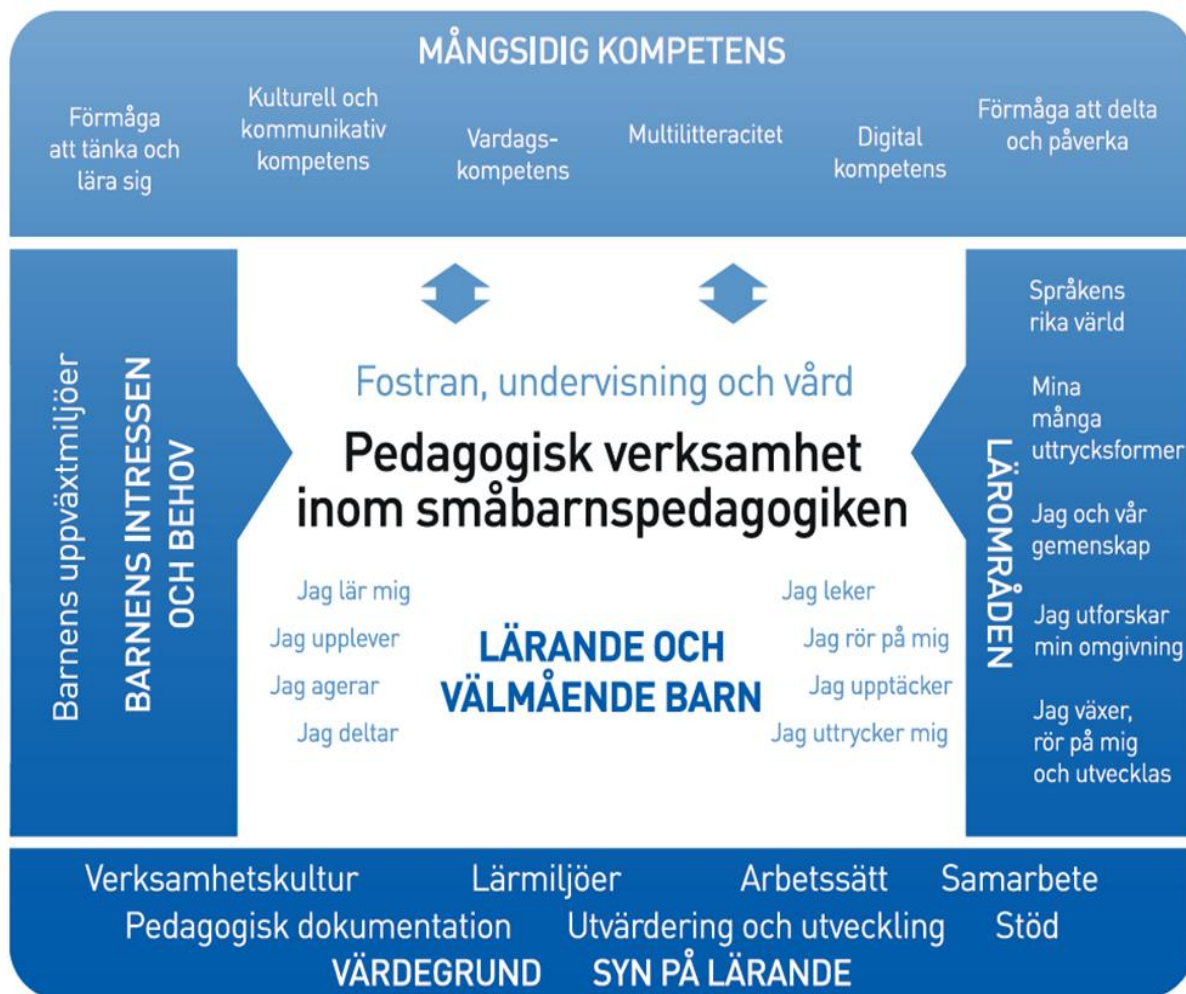 MÅNGSIDIG KOMPETENS
Förmåga
att tänka och
lära sig
Kulturell och
kommunikativ
kompetens
Vardags-
kompetens
Multilitteracitet
Digital
kompetens
Förmåga att delta
och påverka
Barnens uppväxtmiljöer
BARNENS INTRESSEN
OCH BEHOV
Fostran, undervisning och vård
Pedagogisk verksamhet
inom småbarnspedagogiken
Jag lär mig
Jag upplever
Jag agerar
Jag deltar
LÄRANDE OCH
VÄLMÅENDE BARN
Jag leker
Jag rör på mig
Jag upptäcker
Jag uttrycker mig
LÄROMRÅDEN
Språkens
rika värld
Mina
många
uttrycksformer
Jag och vår
gemenskap
Jag utforskar
min omgivning
Jag växer,
rör på mig
och utvecklas
Verksamhetskultur Lärmiljöer Arbetssätt Samarbete
Pedagogisk dokumentation Utvärdering och utveckling Stöd
VÄRDEGRUND SYN PÅ LÄRANDE